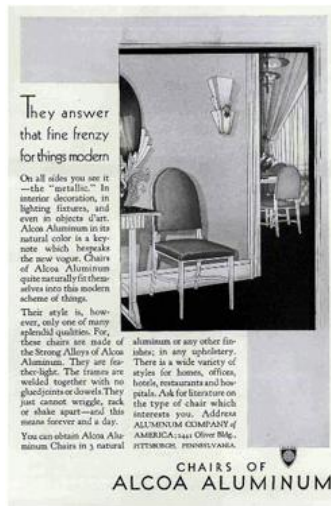 They answer
that fine frenzy
for things modern
On all sides you see it
—the "metallic." In
interior decoration, in
lighting fixtures, and
even in objects d'art.
Alcoa Aluminum in its
natural color is a key-
note which bespeaks
the new vogue. Chairs
of Alcoa Aluminum
quite naturally fit them-
selves into this modern
scheme of things.
Their style is, how-
ever, only one of many
splendid qualities. For,
these chairs are made of
the Strong Alloys of Alcoa
Aluminum. They are fea-
ther-light. The frames are
welded together with no
glued joints or dowels. They
just cannot wriggle, rack
or shake apart—and this
means forever and a day.
You can obtain Alcoa Alu-
minum Chairs in 3 natural
aluminum or any other fin-
ishes; in any upholstery.
There is a wide variety of
styles for homes, offices,
hotels, restaurants and hos-
pitals. Ask for literature on
the type of chair which
interests you. Address
ALUMINUM COMPANY of
AMERICA; 2441 Oliver Bldg.,
PITTSBURGH, PENNSYLVANIA.
CHAIRS OF
ALCOA ALUMINUM